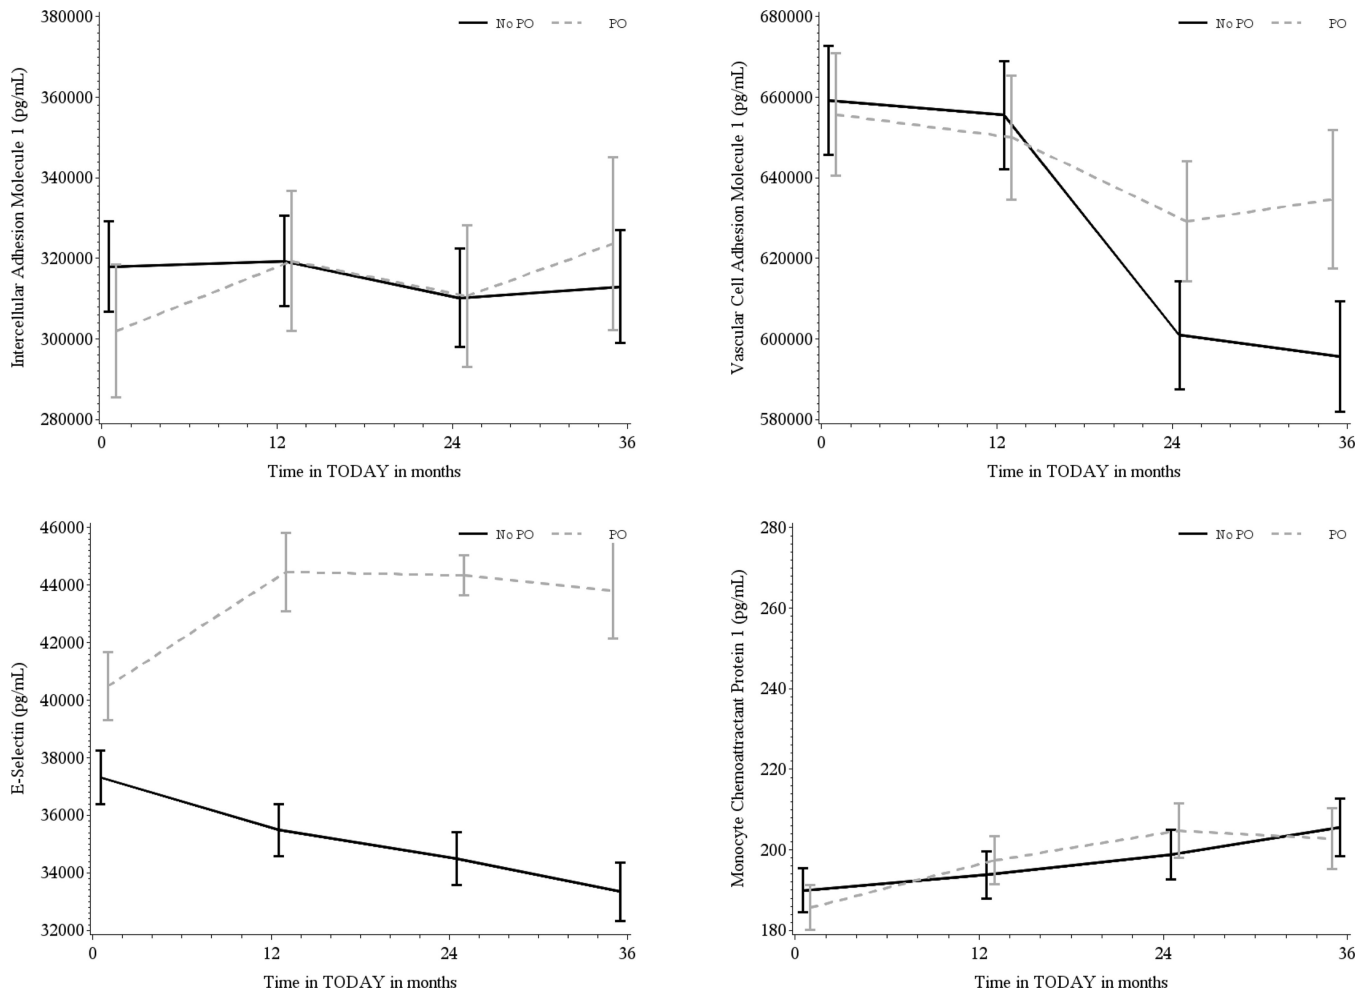 380000
360000
340000
320000
300000
280000
0
12
24
36
Intercellular Adhesion Molecule 1 (pg/mL)
Time in TODAY in months
No PO
PO
680000
660000
640000
620000
600000
580000
0
12
24
36
Vascular Cell Adhesion Molecule 1 (pg/mL)
Time in TODAY in months
No PO
PO
46000
44000
42000
40000
38000
36000
34000
32000
0
12
24
36
E-Selectin (pg/mL)
Time in TODAY in months
No PO
PO
280
260
240
220
200
180
0
12
24
36
Monocyte Chemoattractant Protein 1 (pg/mL)
Time in TODAY in months
No PO
PO